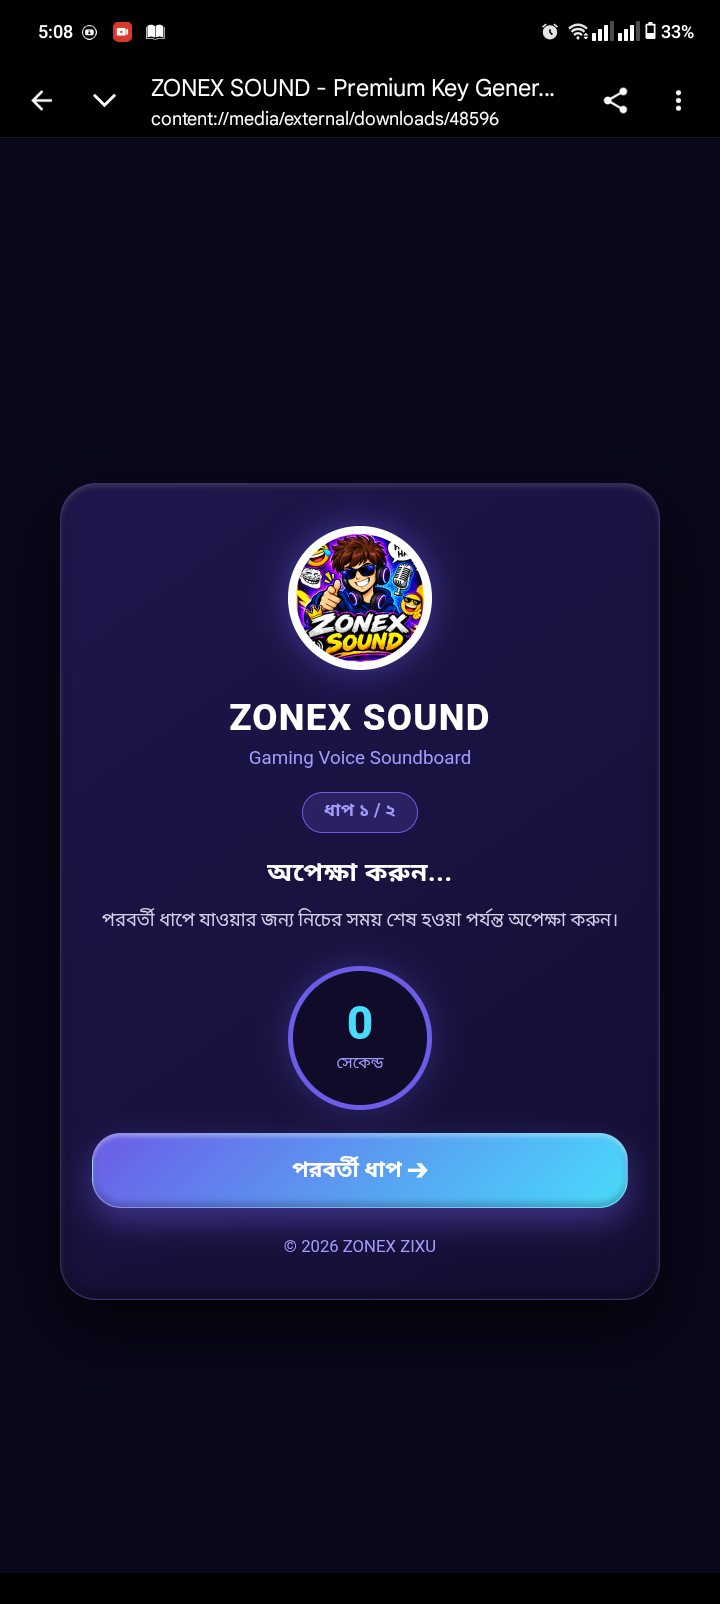 5:08
33%
ZONEX SOUND - Premium Key Gener...
content://media/external/downloads/48596
ZONEX
SOUND
ZONEX SOUND
Gaming Voice Soundboard
ধাপ ১ / ২
অপেক্ষা করুন...
পরবর্তী ধাপে যাওয়ার জন্য নিচের সময় শেষ হওয়া পর্যন্ত অপেক্ষা করুন।
0
সেকেন্ড
পরবর্তী ধাপ →
© 2026 ZONEX ZIXU